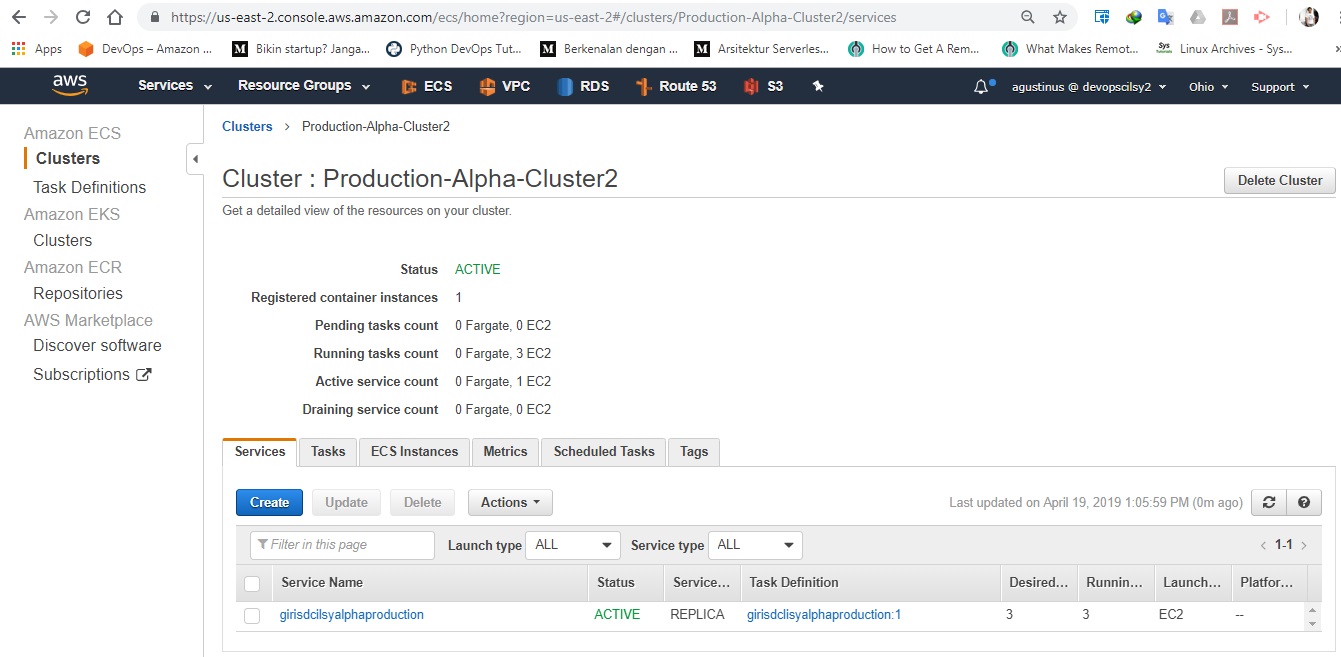 https://us-east-2.console.aws.amazon.com/ecs/home?region=us-east-2#/clusters/Production-Alpha-Cluster2/services
Apps DevOps – Amazon ... Bikin startup? Janga... Python DevOps Tut... Berkenalan dengan ... Arsitektur Serverles... How to Get A Rem... What Makes Remot... Linux Archives - Sys...
aws Services Resource Groups ECS VPC RDS Route 53 S3 agustinus @ devopscilsy2 Ohio Support
Amazon ECS
Clusters
Task Definitions
Amazon EKS
Clusters
Amazon ECR
Repositories
AWS Marketplace
Discover software
Subscriptions
Clusters > Production-Alpha-Cluster2
Cluster : Production-Alpha-Cluster2
Delete Cluster
Get a detailed view of the resources on your cluster.
Status ACTIVE
Registered container instances 1
Pending tasks count 0 Fargate, 0 EC2
Running tasks count 0 Fargate, 3 EC2
Active service count 0 Fargate, 1 EC2
Draining service count 0 Fargate, 0 EC2
Services Tasks ECS Instances Metrics Scheduled Tasks Tags
Create Update Delete Actions Last updated on April 19, 2019 1:05:59 PM (0m ago)
Filter in this page Launch type ALL Service type ALL < 1-1 >
Service Name Status Service... Task Definition Desired... Runnin... Launch... Platfor...
girisdcilsyalphaproduction ACTIVE REPLICA girisdclisyalphaproduction:1 3 3 EC2 --